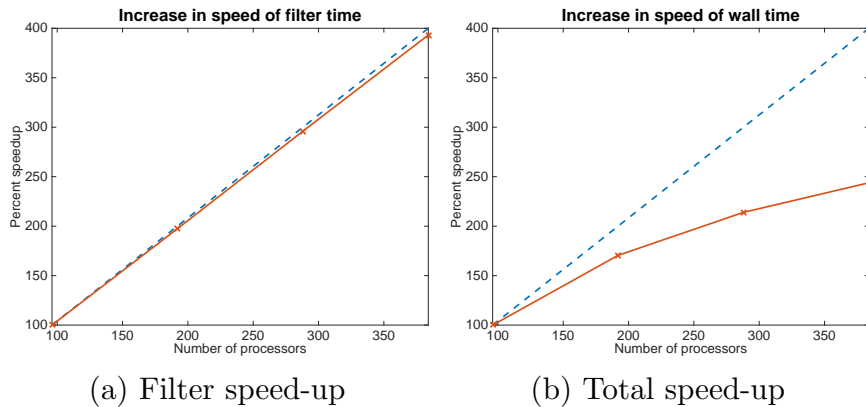 Increase in speed of filter time
400
350
300
250
200
150
100
Percent speedup
100 150 200 250 300 350
Number of processors
(a) Filter speed-up
Increase in speed of wall time
400
350
300
250
200
150
100
Percent speedup
100 150 200 250 300 350
Number of processors
(b) Total speed-up